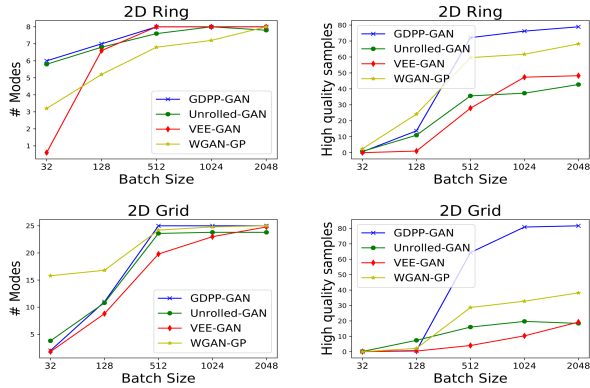 2D Ring
# Modes
8
7
6
5
4
3
2
1
32 128 512 1024 2048
Batch Size
GDPP-GAN
Unrolled-GAN
VEE-GAN
WGAN-GP
2D Ring
High quality samples
80
70
60
50
40
30
20
10
0
32 128 512 1024 2048
Batch Size
GDPP-GAN
Unrolled-GAN
VEE-GAN
WGAN-GP
2D Grid
# Modes
25
20
15
10
5
32 128 512 1024 2048
Batch Size
GDPP-GAN
Unrolled-GAN
VEE-GAN
WGAN-GP
2D Grid
High quality samples
80
70
60
50
40
30
20
10
0
32 128 512 1024 2048
Batch Size
GDPP-GAN
Unrolled-GAN
VEE-GAN
WGAN-GP